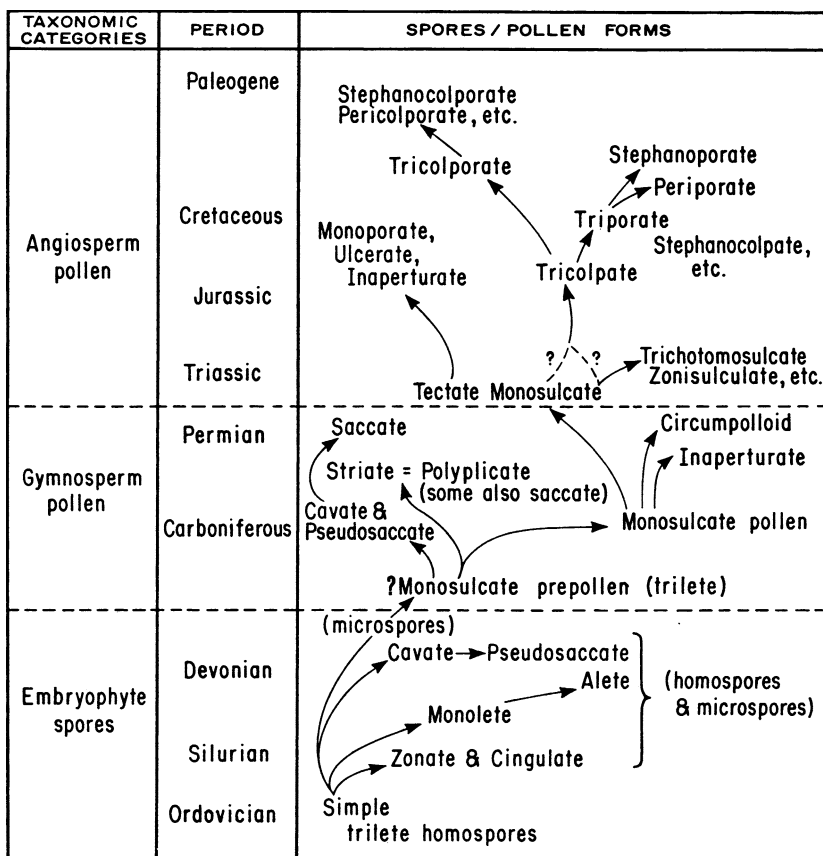 TAXONOMIC
CATEGORIES
PERIOD
SPORES / POLLEN FORMS
Angiosperm
pollen
Paleogene
Cretaceous
Jurassic
Triassic
Stephanocolporate
Pericolporate, etc.
Tricolporate
Stephanoporate
Periporate
Triporate
Stephanocolpate,
etc.
Monoporate,
Ulcerate,
Inaperturate
Tricolpate
? ?
Trichotomosulcate
Zonisulculate, etc.
Tectate Monosulcate
Gymnosperm
pollen
Permian
Carboniferous
Saccate
Circumpolloid
Striate = Polyplicate
(some also saccate)
Inaperturate
Cavate &
Pseudosaccate
Monosulcate pollen
?Monosulcate prepollen (trilete)
Embryophyte
spores
Devonian
Silurian
Ordovician
(microspores)
Cavate Pseudosaccate
Alete
(homospores
& microspores)
Monolete
Zonate & Cingulate
Simple
trilete homospores